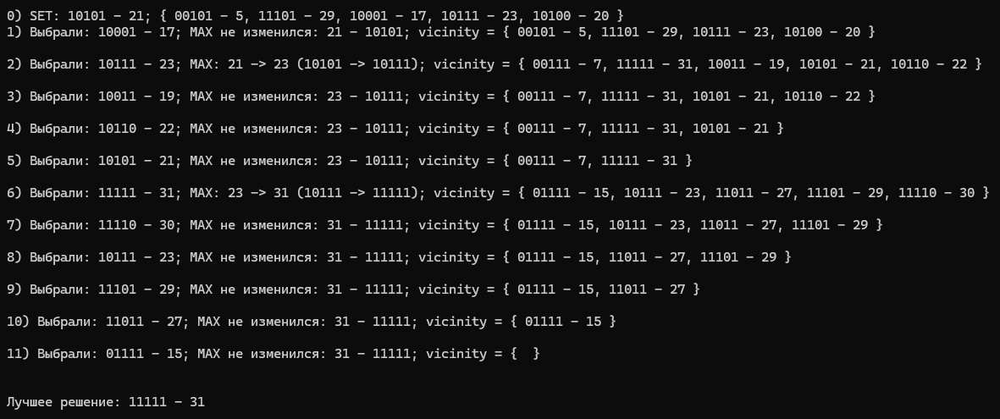 0) SET: 10101 - 21; { 00101 - 5, 11101 - 29, 10001 - 17, 10111 - 23, 10100 - 20 }
1) Выбрали: 10001 - 17; MAX не изменился: 21 - 10101; vicinity = { 00101 - 5, 11101 - 29, 10111 - 23, 10100 - 20 }
2) Выбрали: 10111 - 23; MAX: 21 -> 23 (10101 -> 10111); vicinity = { 00111 - 7, 11111 - 31, 10011 - 19, 10101 - 21, 10110 - 22 }
3) Выбрали: 10011 - 19; MAX не изменился: 23 - 10111; vicinity = { 00111 - 7, 11111 - 31, 10101 - 21, 10110 - 22 }
4) Выбрали: 10110 - 22; MAX не изменился: 23 - 10111; vicinity = { 00111 - 7, 11111 - 31, 10101 - 21 }
5) Выбрали: 10101 - 21; MAX не изменился: 23 - 10111; vicinity = { 00111 - 7, 11111 - 31 }
6) Выбрали: 11111 - 31; MAX: 23 -> 31 (10111 -> 11111); vicinity = { 01111 - 15, 10111 - 23, 11011 - 27, 11101 - 29, 11110 - 30 }
7) Выбрали: 11110 - 30; MAX не изменился: 31 - 11111; vicinity = { 01111 - 15, 10111 - 23, 11011 - 27, 11101 - 29 }
8) Выбрали: 10111 - 23; MAX не изменился: 31 - 11111; vicinity = { 01111 - 15, 11011 - 27, 11101 - 29 }
9) Выбрали: 11101 - 29; MAX не изменился: 31 - 11111; vicinity = { 01111 - 15, 11011 - 27 }
10) Выбрали: 11011 - 27; MAX не изменился: 31 - 11111; vicinity = { 01111 - 15 }
11) Выбрали: 01111 - 15; MAX не изменился: 31 - 11111; vicinity = {  }
Лучшее решение: 11111 - 31